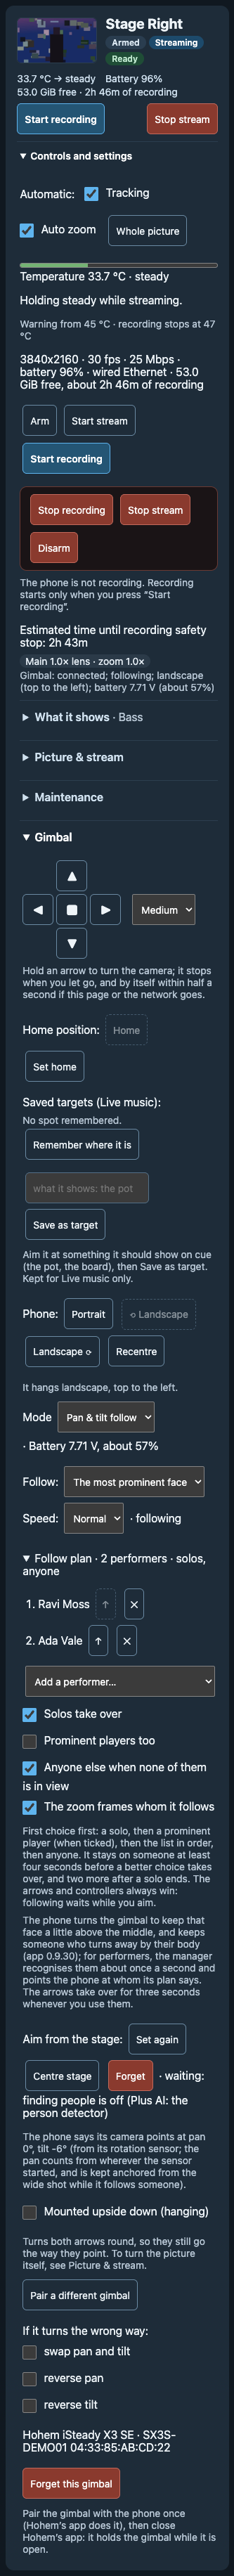 Stage Right
Armed Streaming
Ready
33.7 °C → steady Battery 96%
53.0 GiB free · 2h 46m of recording
Start recording Stop stream
▼ Controls and settings
Automatic: Tracking
Auto zoom Whole picture
Temperature 33.7 °C · steady
Holding steady while streaming.
Warning from 45 °C · recording stops at 47
°C
3840x2160 · 30 fps · 25 Mbps ·
battery 96% · wired Ethernet · 53.0
GiB free, about 2h 46m of recording
Arm Start stream
Start recording
Stop recording Stop stream
Disarm
The phone is not recording. Recording
starts only when you press “Start
recording”.
Estimated time until recording safety
stop: 2h 43m
Main 1.0× lens · zoom 1.0×
Gimbal: connected; following; landscape
(top to the left); battery 7.71 V (about 57%)
▶ What it shows · Bass
▶ Picture & stream
▶ Maintenance
▼ Gimbal
▲
◀ ■ ▶ Medium
▼
Hold an arrow to turn the camera; it stops
when you let go, and by itself within half a
second if this page or the network goes.
Home position: Home
Set home
Saved targets (Live music):
No spot remembered.
Remember where it is
what it shows: the pot
Save as target
Aim it at something it should show on cue
(the pot, the board), then Save as target.
Kept for Live music only.
Phone: Portrait ⟲ Landscape
Landscape ⟳ Recentre
It hangs landscape, top to the left.
Mode Pan & tilt follow
· Battery 7.71 V, about 57%
Follow: The most prominent face
Speed: Normal · following
▼ Follow plan · 2 performers · solos,
anyone
1. Ravi Moss ↑ ✕
2. Ada Vale ↑ ✕
Add a performer...
Solos take over
Prominent players too
Anyone else when none of them
is in view
The zoom frames whom it follows
First choice first: a solo, then a prominent
player (when ticked), then the list in order,
then anyone. It stays on someone at least
four seconds before a better choice takes
over, and two more after a solo ends. The
arrows and controllers always win:
following waits while you aim.
The phone turns the gimbal to keep that
face a little above the middle, and keeps
someone who turns away by their body
(app 0.9.30); for performers, the manager
recognises them about once a second and
points the phone at whom its plan says.
The arrows take over for three seconds
whenever you use them.
Aim from the stage: Set again
Centre stage Forget · waiting:
finding people is off (Plus AI: the
person detector)
The phone says its camera points at pan
0°, tilt -6° (from its rotation sensor; the
pan counts from wherever the sensor
started, and is kept anchored from the
wide shot while it follows someone).
Mounted upside down (hanging)
Turns both arrows round, so they still go
the way they point. To turn the picture
itself, see Picture & stream.
Pair a different gimbal
If it turns the wrong way:
swap pan and tilt
reverse pan
reverse tilt
Hohem iSteady X3 SE · SX3S-
DEMO01 04:33:85:AB:CD:22
Forget this gimbal
Pair the gimbal with the phone once
(Hohem’s app does it), then close
Hohem’s app: it holds the gimbal while it is
open.